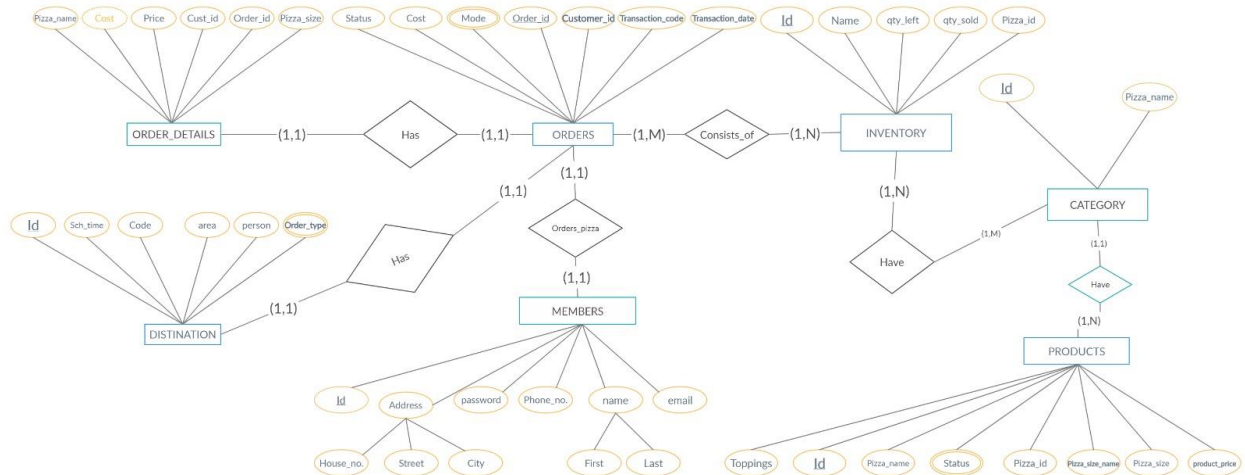 Pizza_name Cost Price Cust_id Order_id Pizza_size
Status Cost Mode Order_id Customer_id Transaction_code Transaction_date
Id Name qty_left qty_sold Pizza_id
Id
Pizza_name
ORDER_DETAILS (1,1) Has (1,1) ORDERS (1,M) Consists_of (1,N) INVENTORY
(1,1)
(1,1)
(1,N)
CATEGORY
Id Sch_time Code area person Order_type
Orders_pizza
(1,M)
(1,1)
Has
Have
Have
(1,1)
(1,1)
DISTINATION
MEMBERS
(1,N)
PRODUCTS
Id Address password Phone_no. name email
House_no. Street City First Last
Toppings Id Pizza_name Status Pizza_id Pizza_size_name Pizza_size product_price